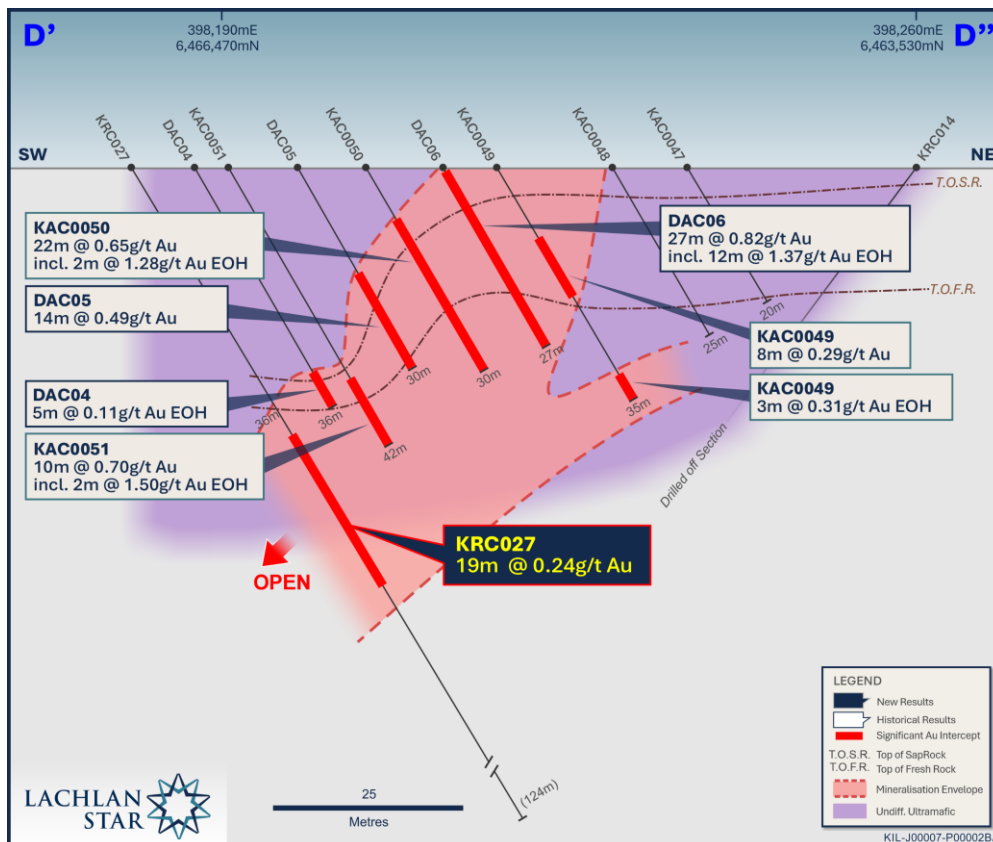 D'
398,190mE
6,466,470mN
398,260mE
6,463,530mN
D"
SW
KRC027
DAC04
KAC0051
DAC05
KAC0050
DAC06
KAC0049
KAC0048
KAC0047
KRC014
NE
T.O.S.R.
KAC0050
22m @ 0.65g/t Au
incl. 2m @ 1.28g/t Au EOH
DAC06
27m @ 0.82g/t Au
incl. 12m @ 1.37g/t Au EOH
DAC05
14m @ 0.49g/t Au
T.O.F.R.
20m
25m
27m
30m
30m
KAC0049
8m @ 0.29g/t Au
DAC04
5m @ 0.11g/t Au EOH
KAC0049
3m @ 0.31g/t Au EOH
36m
36m
35m
42m
KAC0051
10m @ 0.70g/t Au
incl. 2m @ 1.50g/t Au EOH
Drilled off Section
KRC027
19m @ 0.24g/t Au
OPEN
(124m)
LEGEND
New Results
Historical Results
Significant Au Intercept
T.O.S.R. Top of SapRock
T.O.F.R. Top of Fresh Rock
Mineralisation Envelope
Undiff. Ultramafic
LACHLAN
STAR
25
Metres